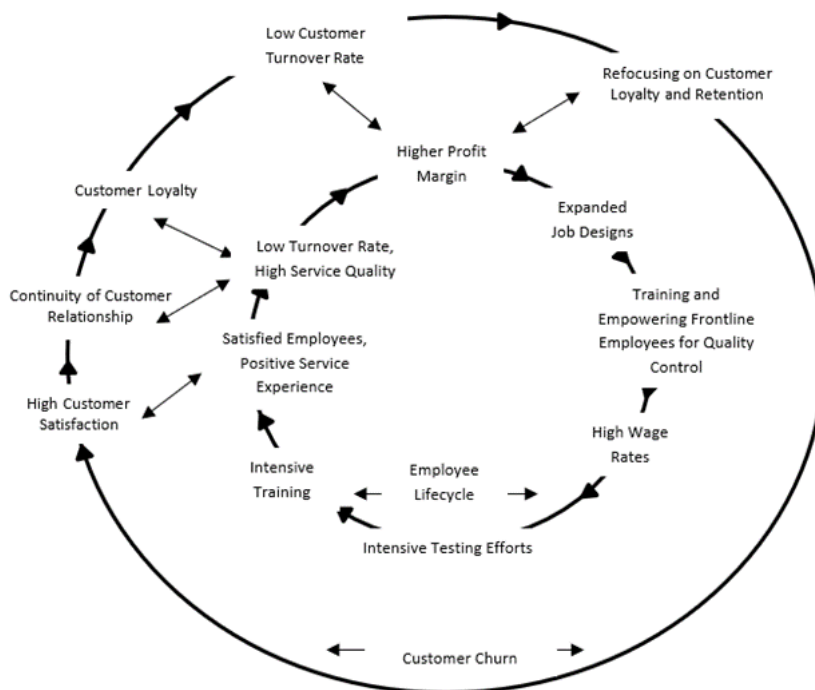 Low Customer
Turnover Rate
Refocusing on Customer
Loyalty and Retention
Higher Profit
Margin
Customer Loyalty
Expanded
Job Designs
Low Turnover Rate,
High Service Quality
Continuity of Customer
Relationship
Training and
Empowering Frontline
Employees for Quality
Control
Satisfied Employees,
Positive Service
Experience
High Customer
Satisfaction
High Wage
Rates
Intensive
Training
Employee
Lifecycle
Intensive Testing Efforts
Customer Churn